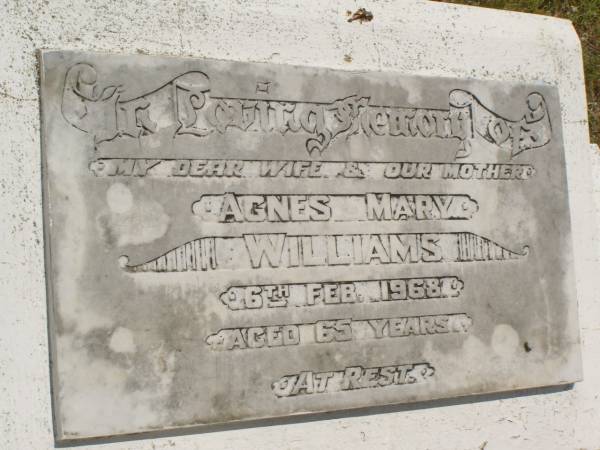 In Loving Memory of
MY DEAR WIFE & OUR MOTHER
AGNES MARY
WILLIAMS
6TH FEB. 1968.
AGED 65 YEARS
AT REST.